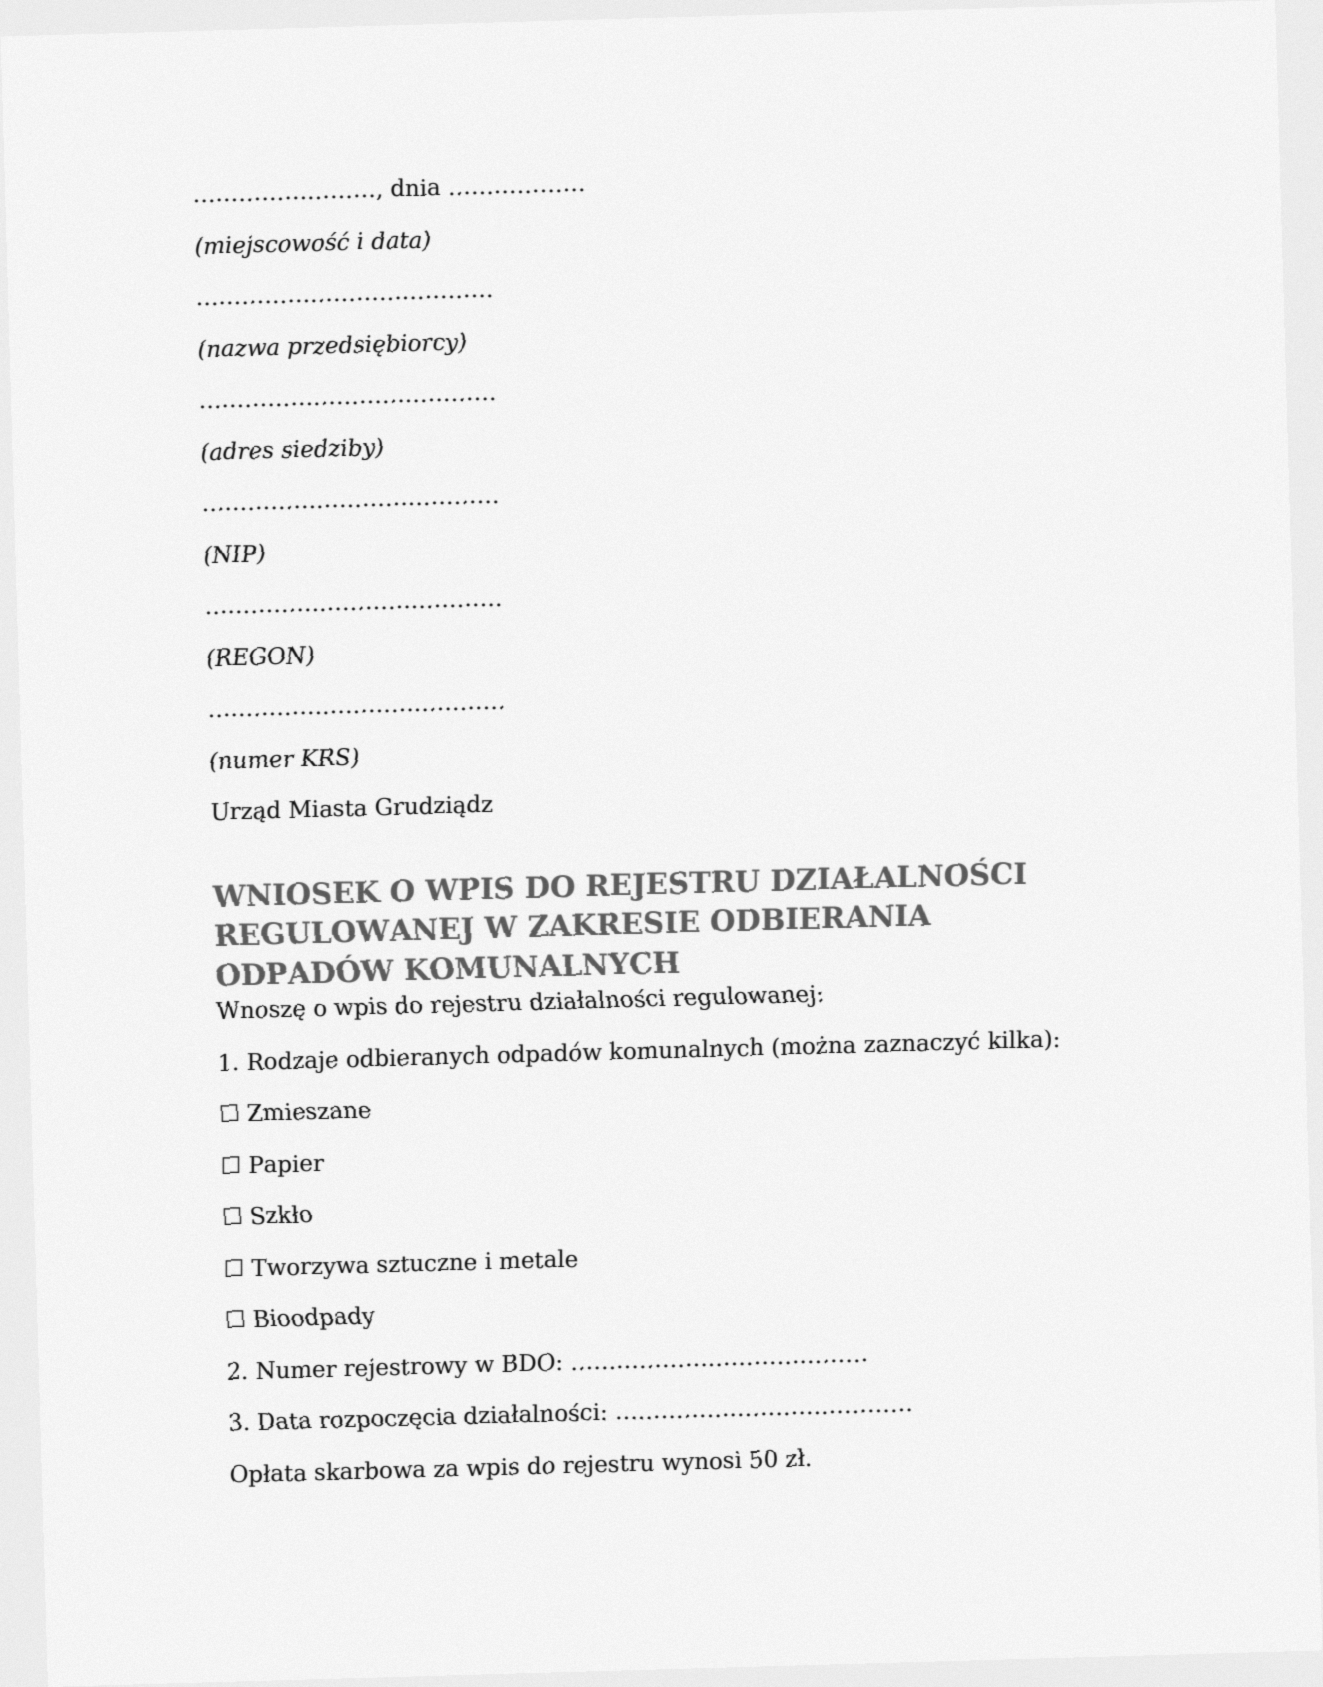 ........................, dnia ..................
(miejscowość i data)
.......................................
(nazwa przedsiębiorcy)
.......................................
(adres siedziby)
.......................................
(NIP)
.......................................
(REGON)
.......................................
(numer KRS)
Urząd Miasta Grudziądz
WNIOSEK O WPIS DO REJESTRU DZIAŁALNOŚCI
REGULOWANEJ W ZAKRESIE ODBIERANIA
ODPADÓW KOMUNALNYCH
Wnoszę o wpis do rejestru działalności regulowanej:
1. Rodzaje odbieranych odpadów komunalnych (można zaznaczyć kilka):
☐ Zmieszane
☐ Papier
☐ Szkło
☐ Tworzywa sztuczne i metale
☐ Bioodpady
2. Numer rejestrowy w BDO: .......................................
3. Data rozpoczęcia działalności: .......................................
Opłata skarbowa za wpis do rejestru wynosi 50 zł.